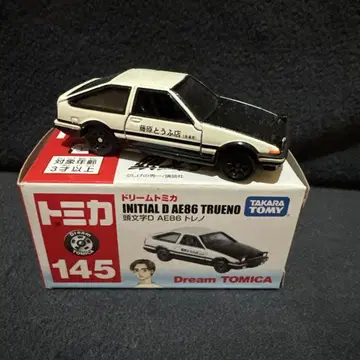 藤原とうふ店
対象年齢
3才以上
トミカ
Dream
TOMICA
145
ドリームトミカ
INITIAL D AE86 TRUENO
頭文字D AE86 トレノ
TAKARA
TOMY
Dream TOMICA